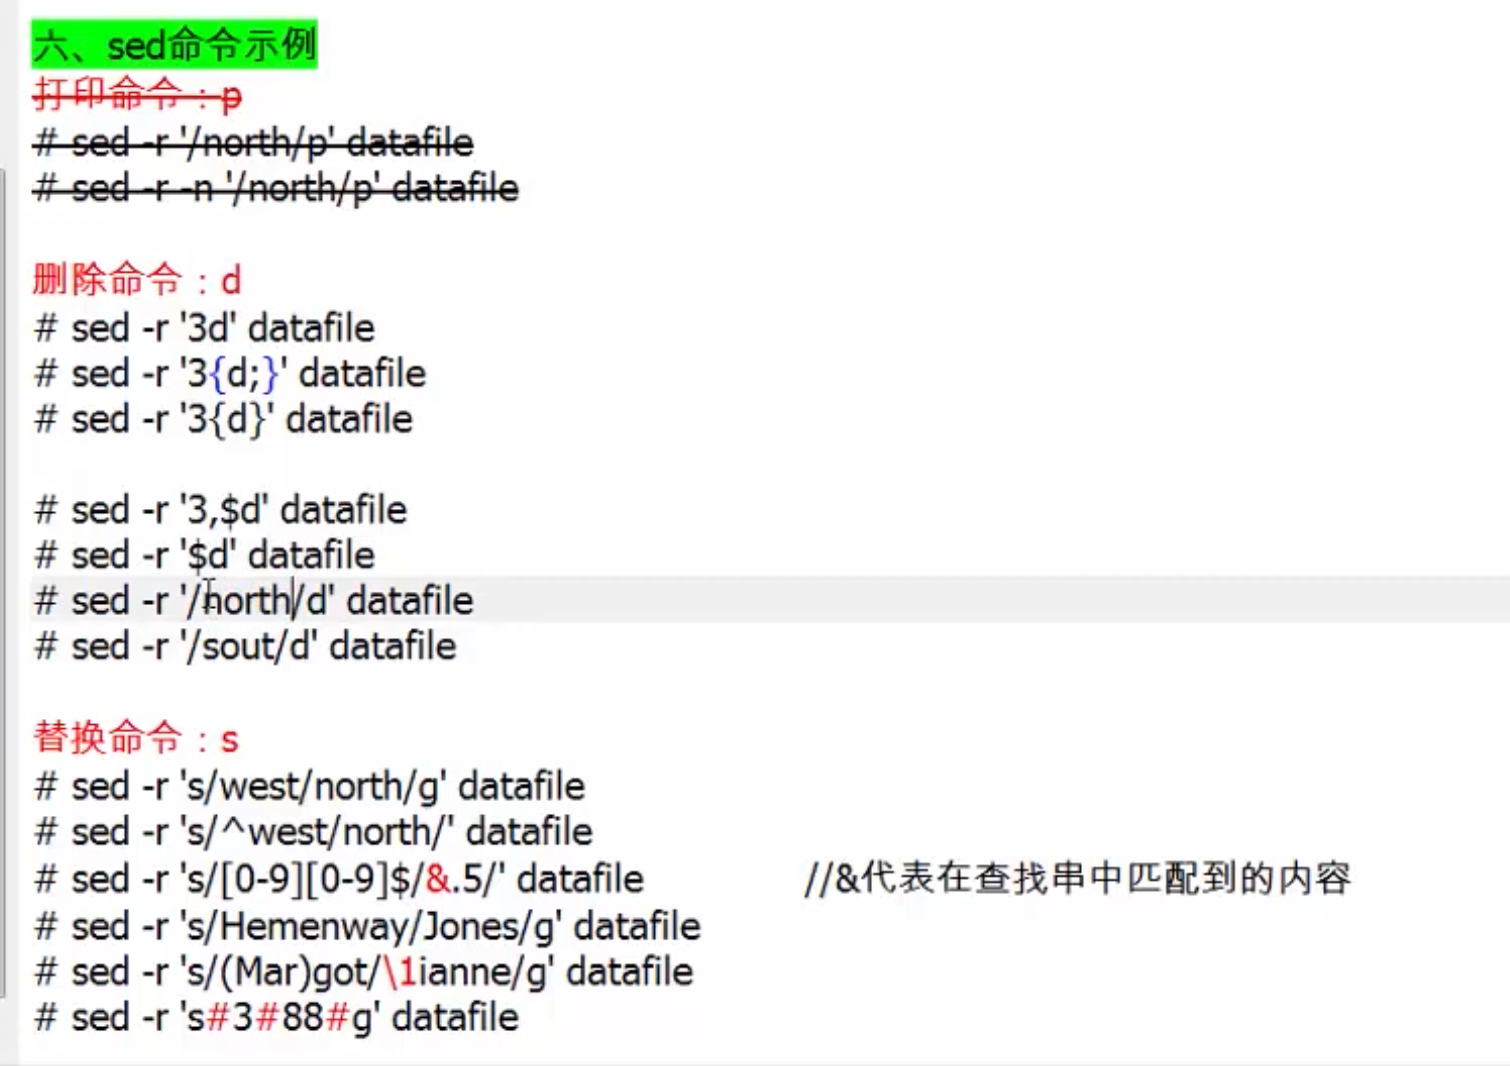 六、sed命令示例
打印命令：p
# sed -r '/north/p' datafile
# sed -r -n '/north/p' datafile
删除命令：d
# sed -r '3d' datafile
# sed -r '3{d;}' datafile
# sed -r '3{d}' datafile
# sed -r '3,$d' datafile
# sed -r '$d' datafile
# sed -r '/north/d' datafile
# sed -r '/sout/d' datafile
替换命令：s
# sed -r 's/west/north/g' datafile
# sed -r 's/^west/north/' datafile
# sed -r 's/[0-9][0-9]$/&.5/' datafile //&代表在查找串中匹配到的内容
# sed -r 's/Hemenway/Jones/g' datafile
# sed -r 's/(Mar)got/\1ianne/g' datafile
# sed -r 's#3#88#g' datafile